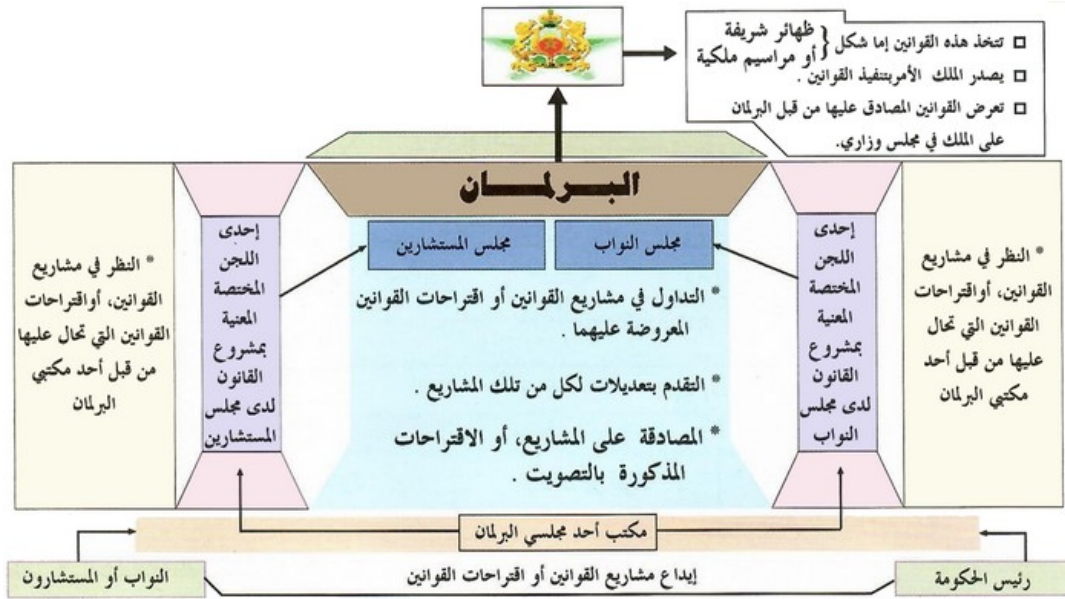 تتخذ هذه القوانين إما شكل { ظهائر شريفة
أو مراسيم ملكية
يصدر الملك الأمربتنفيذ القوانين .
تعرض القوانين المصادق عليها من قبل البرلمان
على الملك في مجلس وزاري.
البرلمان
مجلس النواب
مجلس المستشارين
* النظر في مشاريع
القوانين، أواقتراحات
القوانين التي تحال
عليها من قبل أحد
مكتبي البرلمان
إحدى
اللجن
المختصة
المعنية
بمشروع
القانون
لدى مجلس
النواب
* التداول في مشاريع القوانين أو اقتراحات القوانين
المعروضة عليهما .
* التقدم بتعديلات لكل من تلك المشاريع .
* المصادقة على المشاريع، أو الاقتراحات
المذكورة بالتصويت .
إحدى
اللجن
المختصة
المعنية
بمشروع
القانون
لدى مجلس
المستشارين
* النظر في مشاريع
القوانين، أواقتراحات
القوانين التي تحال عليها
من قبل أحد مكتبي
البرلمان
مكتب أحد مجلسي البرلمان
رئيس الحكومة
إيداع مشاريع القوانين أو اقتراحات القوانين
النواب أو المستشارون